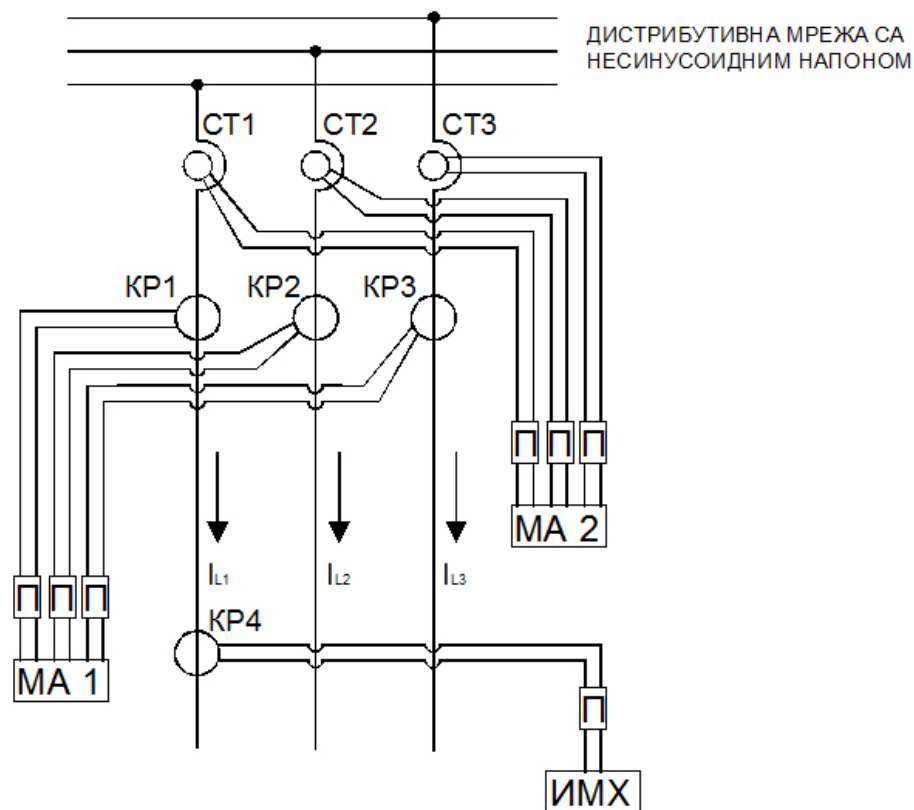 ДИСТРИБУТИВНА МРЕЖА СА
НЕСИНУСОИДНИМ НАПОНОМ
СТ1 СТ2 СТ3
КР1 КР2 КР3
П П П
МА 2
IL1 IL2 IL3
П П П
КР4
МА 1
П
ИМХ